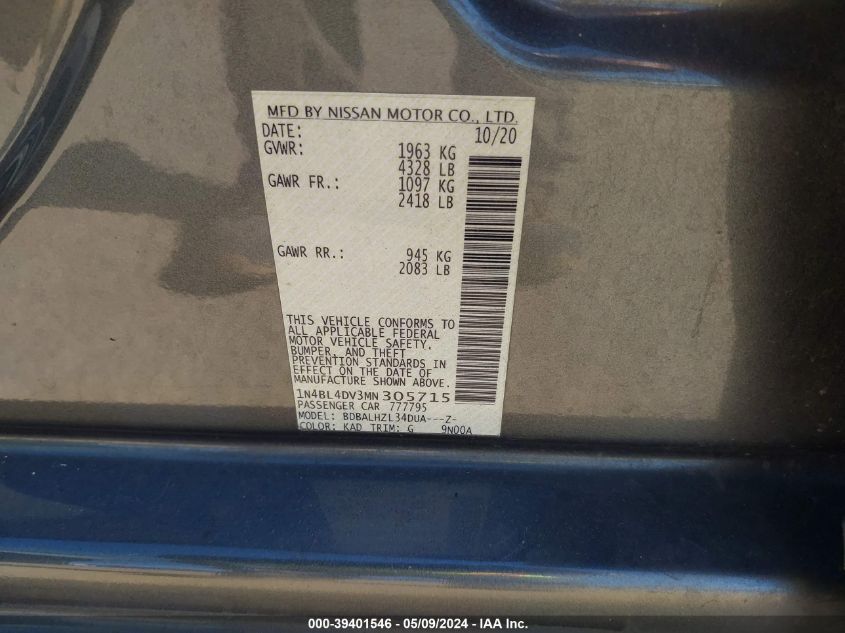 MFD BY NISSAN MOTOR CO., LTD.
DATE: 10/20
GVWR: 1963 KG
4328 LB
GAWR FR.: 1097 KG
2418 LB
GAWR RR.: 945 KG
2083 LB
THIS VEHICLE CONFORMS TO
ALL APPLICABLE FEDERAL
MOTOR VEHICLE SAFETY,
BUMPER, AND THEFT
PREVENTION STANDARDS IN
EFFECT ON THE DATE OF
MANUFACTURE SHOWN ABOVE.
1N4BL4DV3MN305715
PASSENGER CAR 777795
MODEL: BDBALHZL34DUA---Z-
COLOR: KAD TRIM: G 9N00A
000-39401546 - 05/09/2024 - IAA Inc.